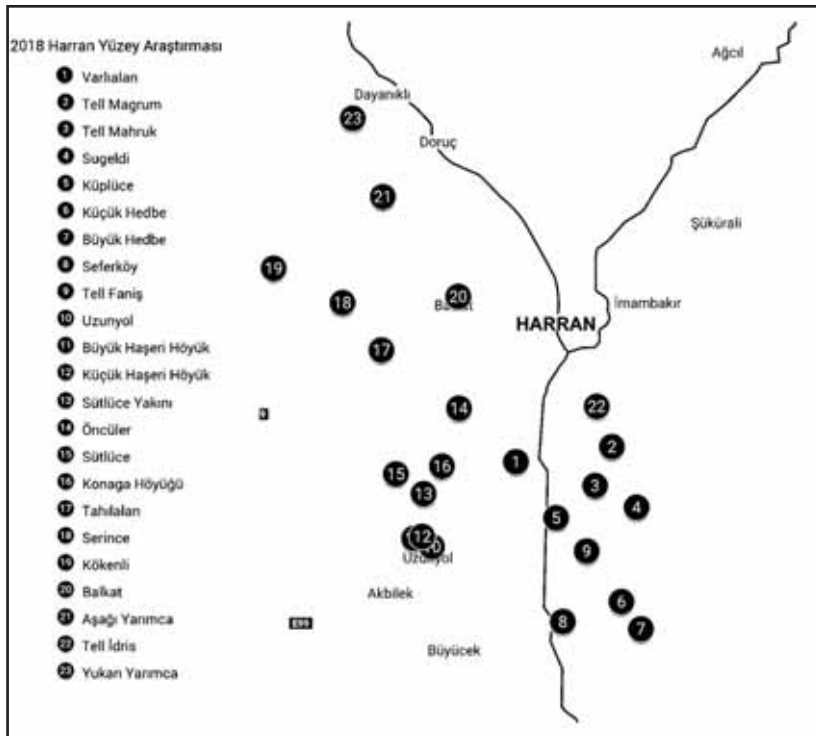 2018 Harran Yüzey Araştırması
1 Varlıalan
2 Tell Magrum
3 Tell Mahruk
4 Sugeldi
5 Küplüce
6 Küçük Hedbe
7 Büyük Hedbe
8 Seferköy
9 Tell Faniş
10 Uzunyol
11 Büyük Haşeri Höyük
12 Küçük Haşeri Höyük
13 Sütlüce Yakını
14 Öncüler
15 Sütlüce
16 Konaga Höyüğü
17 Tahılalan
18 Serince
19 Kökenli
20 Balkat
21 Aşağı Yarımca
22 Tell İdris
23 Yukarı Yarımca
Ağcıl
Dayanıklı
23
Doruç
21
Şükürali
19
18
20
İmambakır
HARRAN
17
14
22
2
1
16
15
3
13
4
5
12
9
Uzunyol
Akbilek
6
E99
8
7
Büyücek